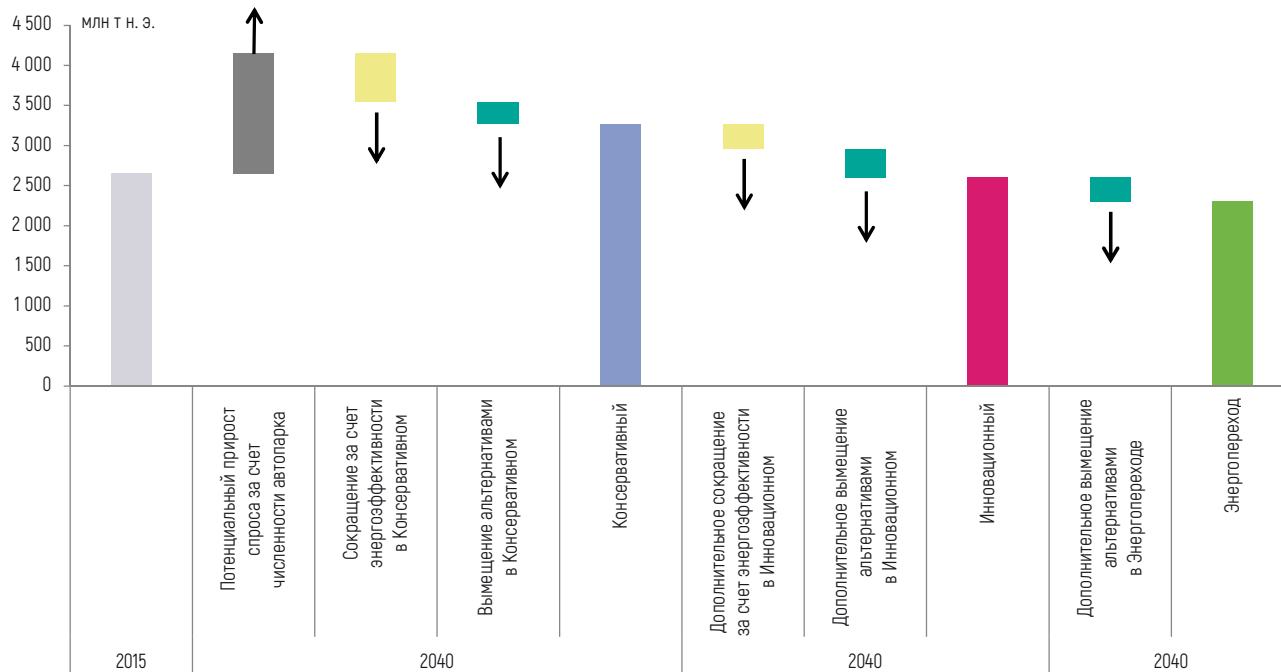 4 500
млн т н. э.
4 000
3 500
3 000
2 500
2 000
1 500
1 000
500
0
Потенциальный прирост
спроса за счет
численности автопарка
Сокращение за счет
энергоэффективности
в Консервативном
Вымещение альтернативами
в Консервативном
Консервативный
Дополнительное сокращение
за счет энергоэффективности
в Инновационном
Дополнительное вымещение
альтернативами
в Инновационном
Инновационный
Дополнительное вымещение
альтернативами
в Энергопереходе
Энергопереход
2015
2040
2040
2040